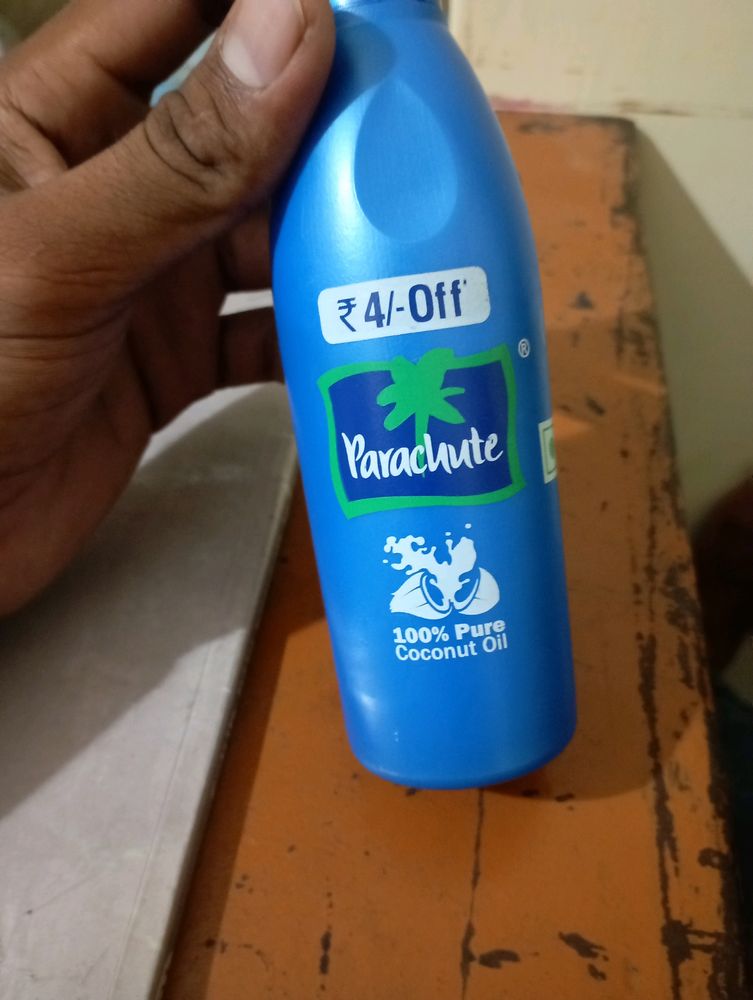 ₹ 4/-Off*
®
Parachute
100% Pure
Coconut Oil